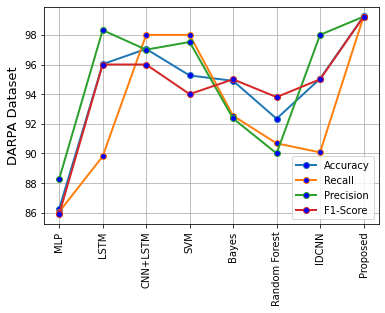 DARPA Dataset
98
96
94
92
90
88
86
Accuracy
Recall
Precision
F1-Score
MLP
LSTM
CNN+LSTM
SVM
Bayes
Random Forest
IDCNN
Proposed